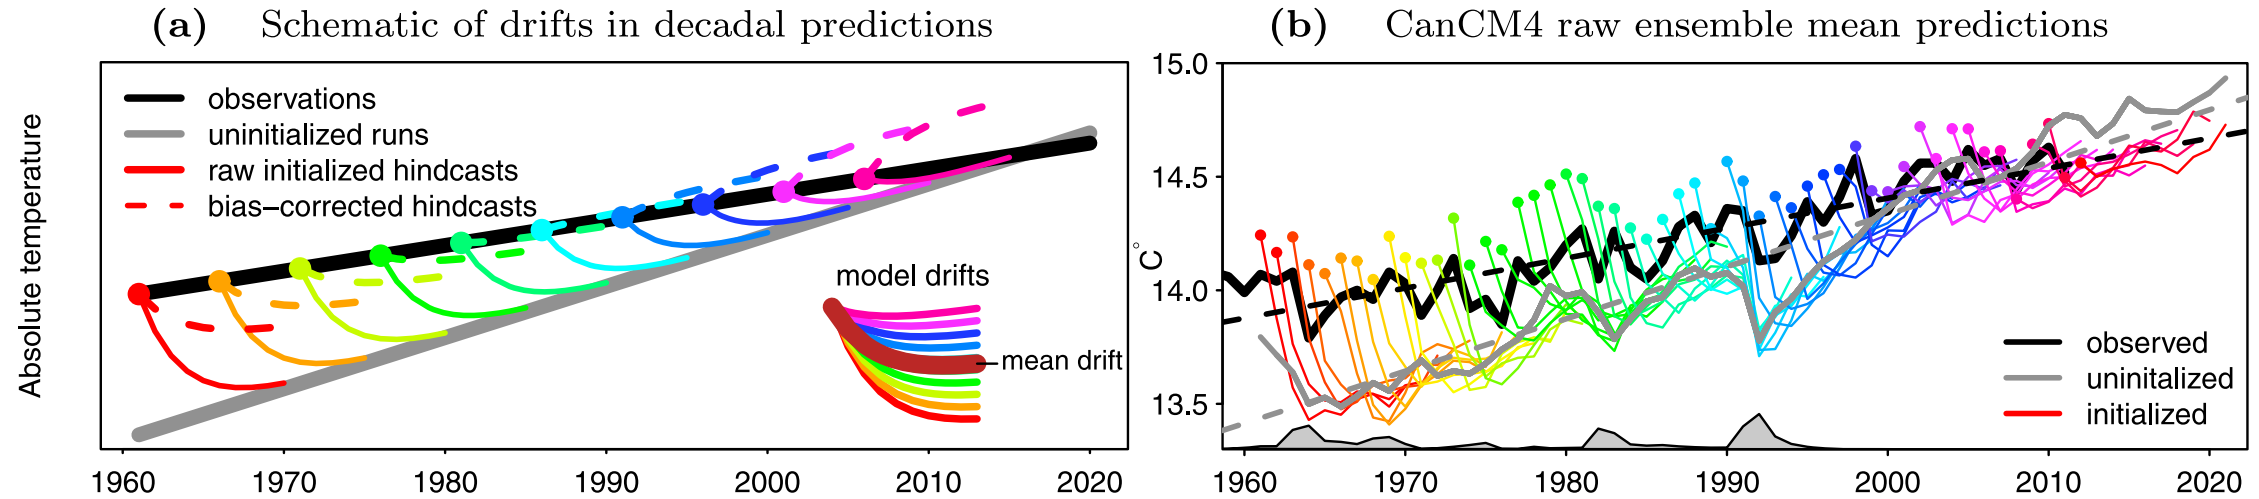 (a) Schematic of drifts in decadal predictions
Absolute temperature
observations
uninitialized runs
raw initialized hindcasts
bias−corrected hindcasts
model drifts
mean drift
1960 1970 1980 1990 2000 2010 2020
(b) CanCM4 raw ensemble mean predictions
C°
15.0
14.5
14.0
13.5
observed
uninitalized
initialized
1960 1970 1980 1990 2000 2010 2020